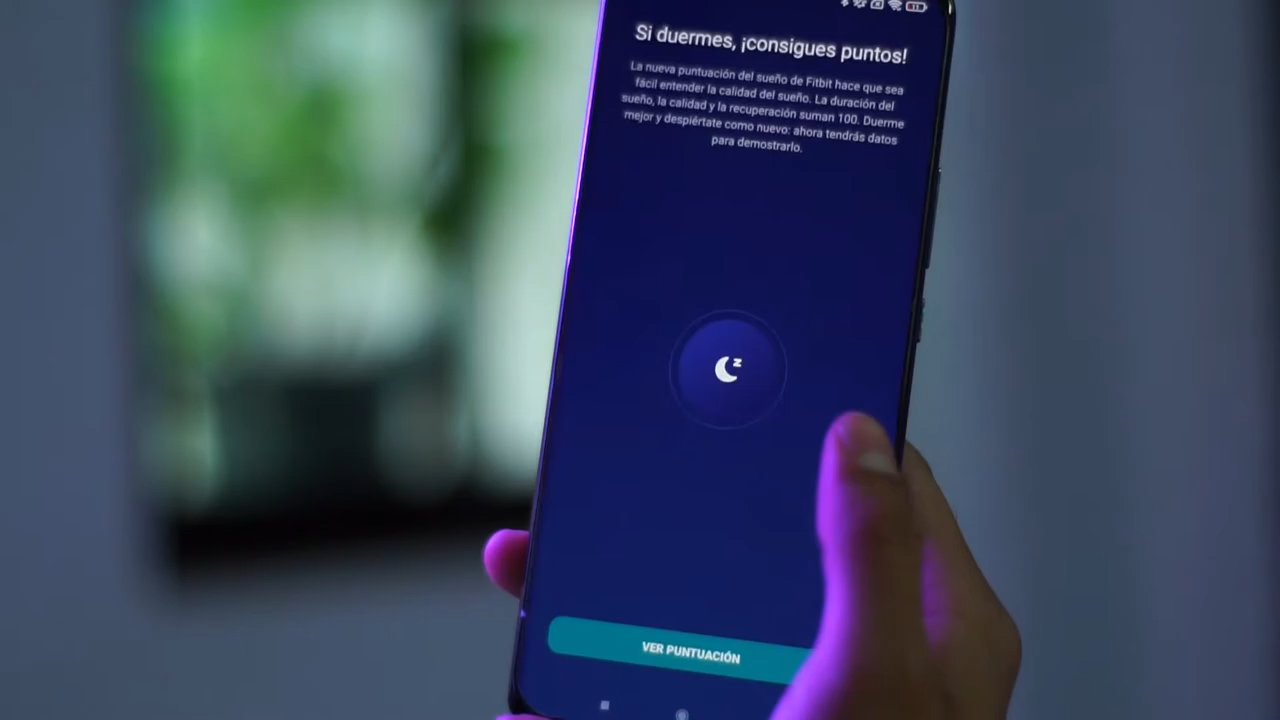 Si duermes, ¡consigues puntos!
La nueva puntuación del sueño de Fitbit hace que sea
fácil entender la calidad del sueño. La duración del
sueño, la calidad y la recuperación suman 100. Duerme
mejor y despiértate como nuevo: ahora tendrás datos
para demostrarlo.
z
VER PUNTUACIÓN